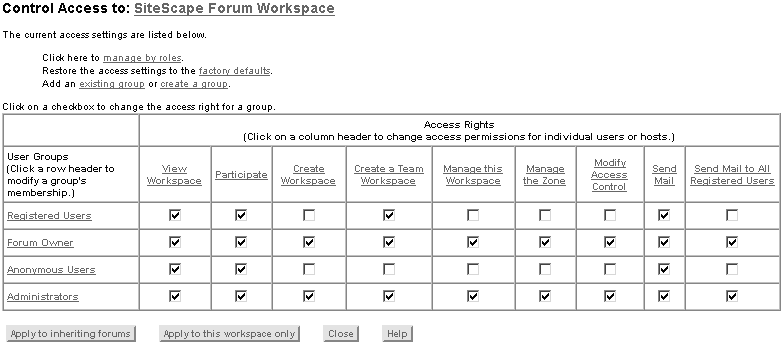 Control Access to: SiteScape Forum Workspace
The current access settings are listed below.
Click here to manage by roles.
Restore the access settings to the factory defaults.
Add an existing group or create a group.
Click on a checkbox to change the access right for a group.
Access Rights
(Click on a column header to change access permissions for individual users or hosts.)
User Groups
(Click a row header to
modify a group's
membership.)
View
Workspace
Participate
Create
Workspace
Create a Team
Workspace
Manage this
Workspace
Manage
the Zone
Modify
Access
Control
Send
Mail
Send Mail to All
Registered Users
Registered Users
Forum Owner
Anonymous Users
Administrators
Apply to inheriting forums
Apply to this workspace only
Close
Help